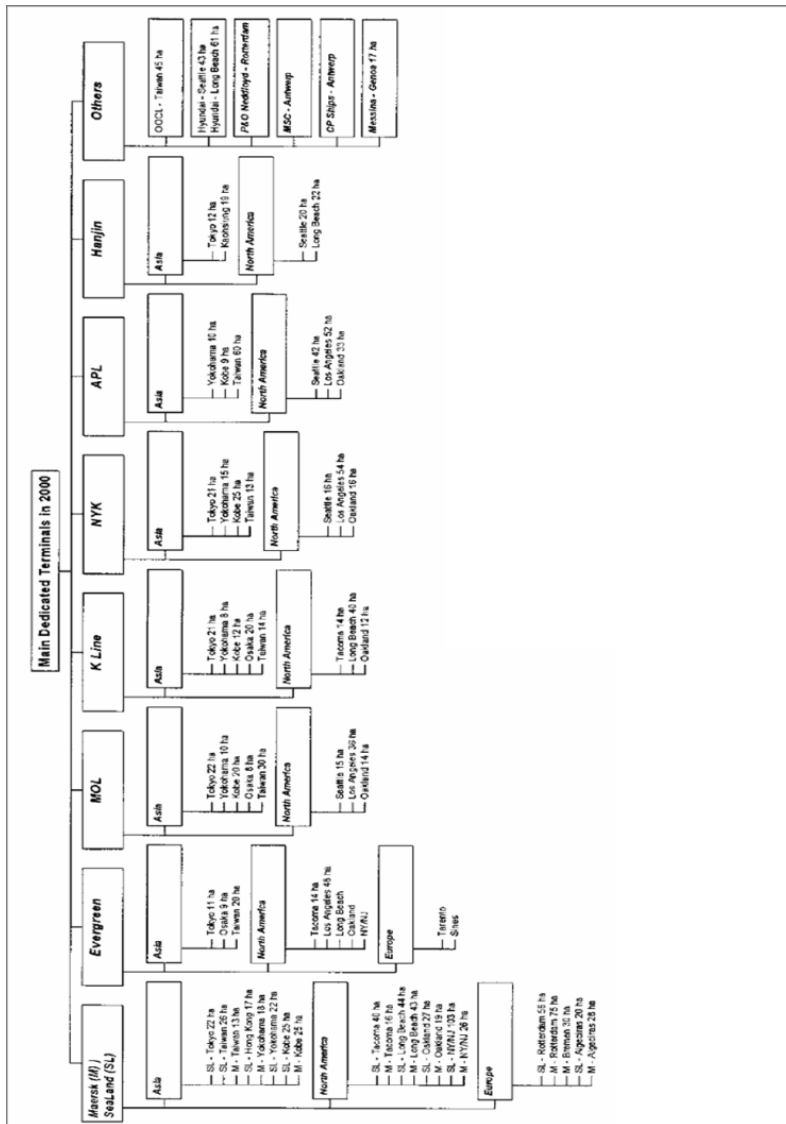 Main Dedicated Terminals in 2000
Maersk (M) /
SeaLand (SL)
Asia
SL - Tokyo 22 ha
SL - Taiwan 26 ha
M - Taiwan 13 ha
SL - Hong Kong 17 ha
M - Yokohama 18 ha
SL - Yokohama 22 ha
SL - Kobe 25 ha
M - Kobe 25 ha
North America
SL - Tacoma 40 ha
M - Tacoma 16 ha
SL - Long Beach 44 ha
M - Long Beach 43 ha
SL - Oakland 27 ha
M - Oakland 19 ha
SL - NY/NJ 103 ha
M - NY/NJ 26 ha
Europe
SL - Rotterdam 55 ha
M - Rotterdam 75 ha
M - Bremen 30 ha
SL - Algeciras 20 ha
M - Algeciras 28 ha
Evergreen
Asia
Tokyo 11 ha
Osaka 9 ha
Taiwan 20 ha
North America
Tacoma 14 ha
Los Angeles 48 ha
Long Beach
Oakland
NY/NJ
Europe
Taranto
Sines
MOL
Asia
Tokyo 22 ha
Yokohama 10 ha
Kobe 20 ha
Osaka 8 ha
Taiwan 30 ha
North America
Seattle 15 ha
Los Angeles 36 ha
Oakland 14 ha
K Line
Asia
Tokyo 21 ha
Yokohama 8 ha
Kobe 12 ha
Osaka 20 ha
Taiwan 14 ha
North America
Tacoma 14 ha
Long Beach 40 ha
Oakland 12 ha
NYK
Asia
Tokyo 21 ha
Yokohama 15 ha
Kobe 25 ha
Taiwan 13 ha
North America
Seattle 16 ha
Los Angeles 54 ha
Oakland 16 ha
APL
Asia
Yokohama 10 ha
Kobe 9 ha
Taiwan 60 ha
North America
Seattle 42 ha
Los Angeles 52 ha
Oakland 33 ha
Hanjin
Asia
Tokyo 12 ha
Kaohsiung 19 ha
North America
Seattle 20 ha
Long Beach 22 ha
Others
OOCL - Taiwan 45 ha
Hyundai - Seattle 43 ha
Hyundai - Long Beach 61 ha
P&O Nedlloyd - Rotterdam
MSC - Antwerp
CP Ships - Antwerp
Messina - Genoa 17 ha